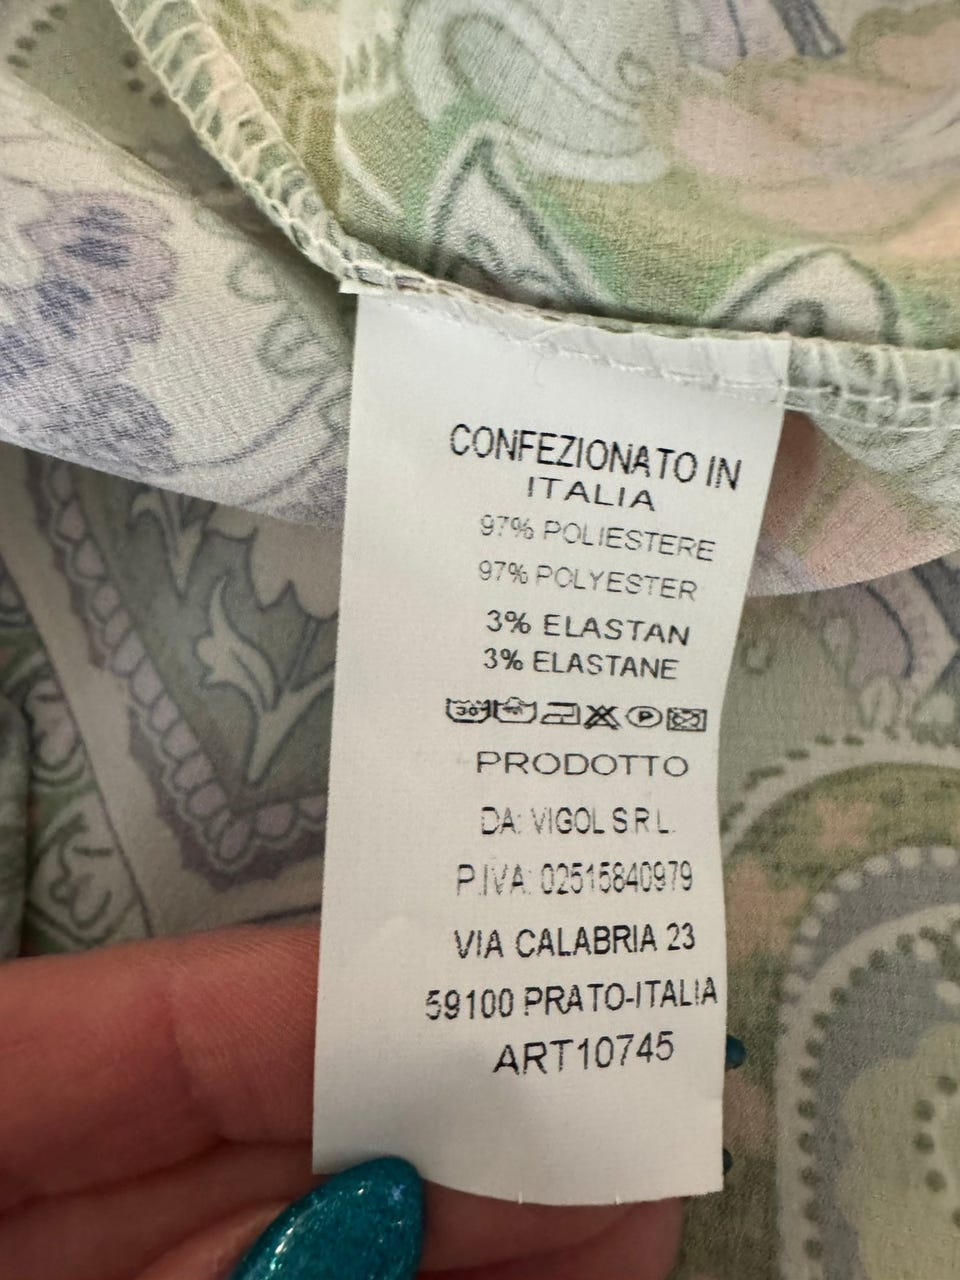 CONFEZIONATO IN
ITALIA
97% POLIESTERE
97% POLYESTER
3% ELASTAN
3% ELASTANE
30
P
PRODOTTO
DA: VIGOL S.R.L.
P.IVA: 02515840979
VIA CALABRIA 23
59100 PRATO-ITALIA
ART10745